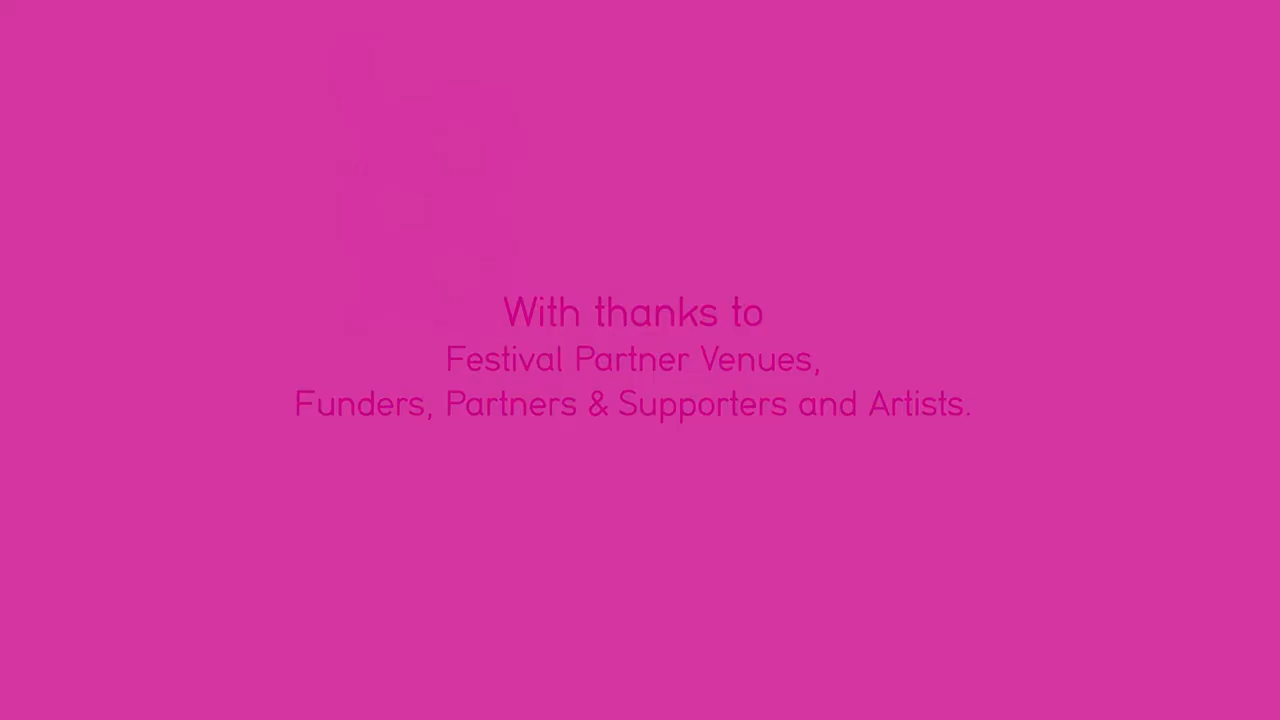 With thanks to
Festival Partner Venues,
Funders, Partners & Supporters and Artists.